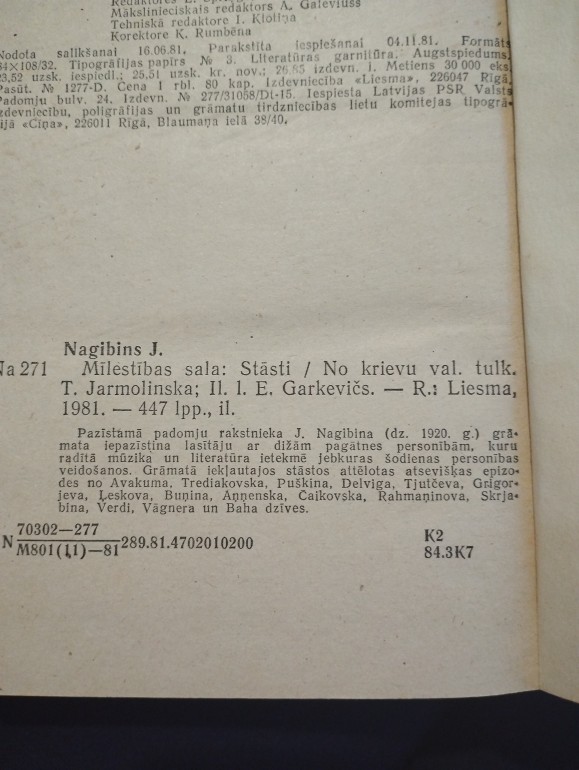 Mākslinieciskais redaktors A. Galeviuss
Tehniskā redaktore I. Kloliņa
Korektore K. Rumbēna
Nodota salikšanai 16.06.81. Parakstīta iespiešanai 04.11.81. Formāts
84×108/32. Tipogrāfijas papīrs № 3. Literatūras garnitūra. Augstspiedums.
23,52 uzsk. iespiedl.; 25,51 uzsk. kr. nov.; 26,85 izdevn. l. Metiens 30 000 eks.
Pasūt. № 1277-D. Cena 1 rbl. 80 kap. Izdevniecība «Liesma», 226047 Rīgā,
Padomju bulv. 24. Izdevn. № 277/31058/Dt-15. Iespiesta Latvijas PSR Valsts
izdevniecību, poligrāfijas un grāmatu tirdzniecības lietu komitejas tipogrā-
fijā «Cīņa», 226011 Rīgā, Blaumaņa ielā 38/40.
Nagibins J.
Na 271 Mīlestības sala: Stāsti / No krievu val. tulk.
T. Jarmolinska; Il. l. E. Garkevičs. — R.: Liesma,
1981. — 447 lpp., il.
Pazīstamā padomju rakstnieka J. Nagibina (dz. 1920. g.) grā-
mata iepazīstina lasītāju ar dižām pagātnes personībām, kuru
radītā mūzika un literatūra ietekmē jebkuras šodienas personības
veidošanos. Grāmatā iekļautajos stāstos attēlotas atsevišķas epizo-
des no Avakuma, Trediakovska, Puškina, Delviga, Tjutčeva, Grigor-
jeva, Ļeskova, Buņina, Aņņenska, Čaikovska, Rahmaņinova, Skrja-
bina, Verdi, Vāgnera un Baha dzīves.
N 70302—277
M801(11)—81 289.81.4702010200
K2
84.3K7